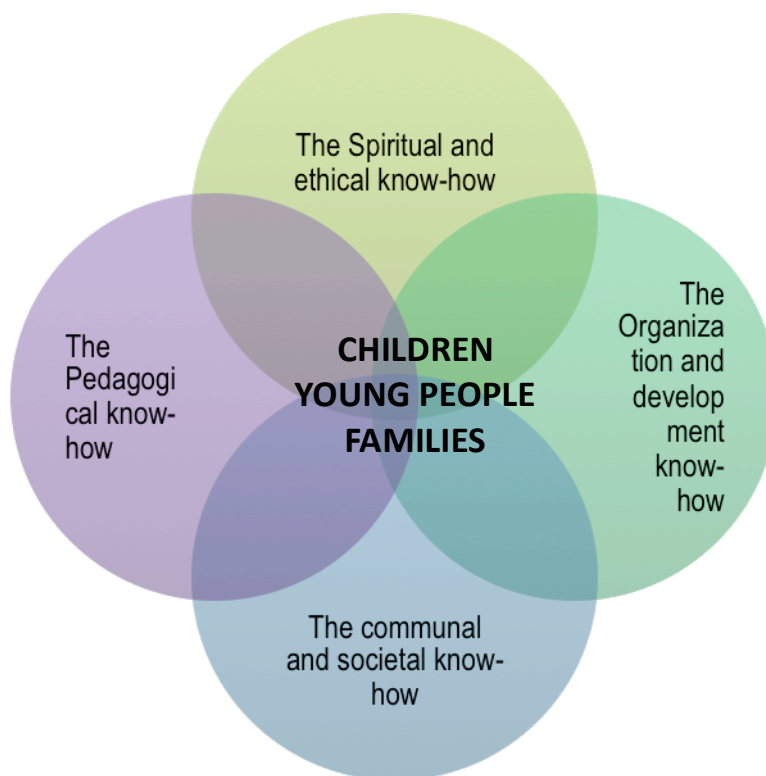 The Spiritual and
ethical know-how
The
Pedagogi
cal know-
how
CHILDREN
YOUNG PEOPLE
FAMILIES
The
Organiza
tion and
develop
ment
know-
how
The communal
and societal know-
how